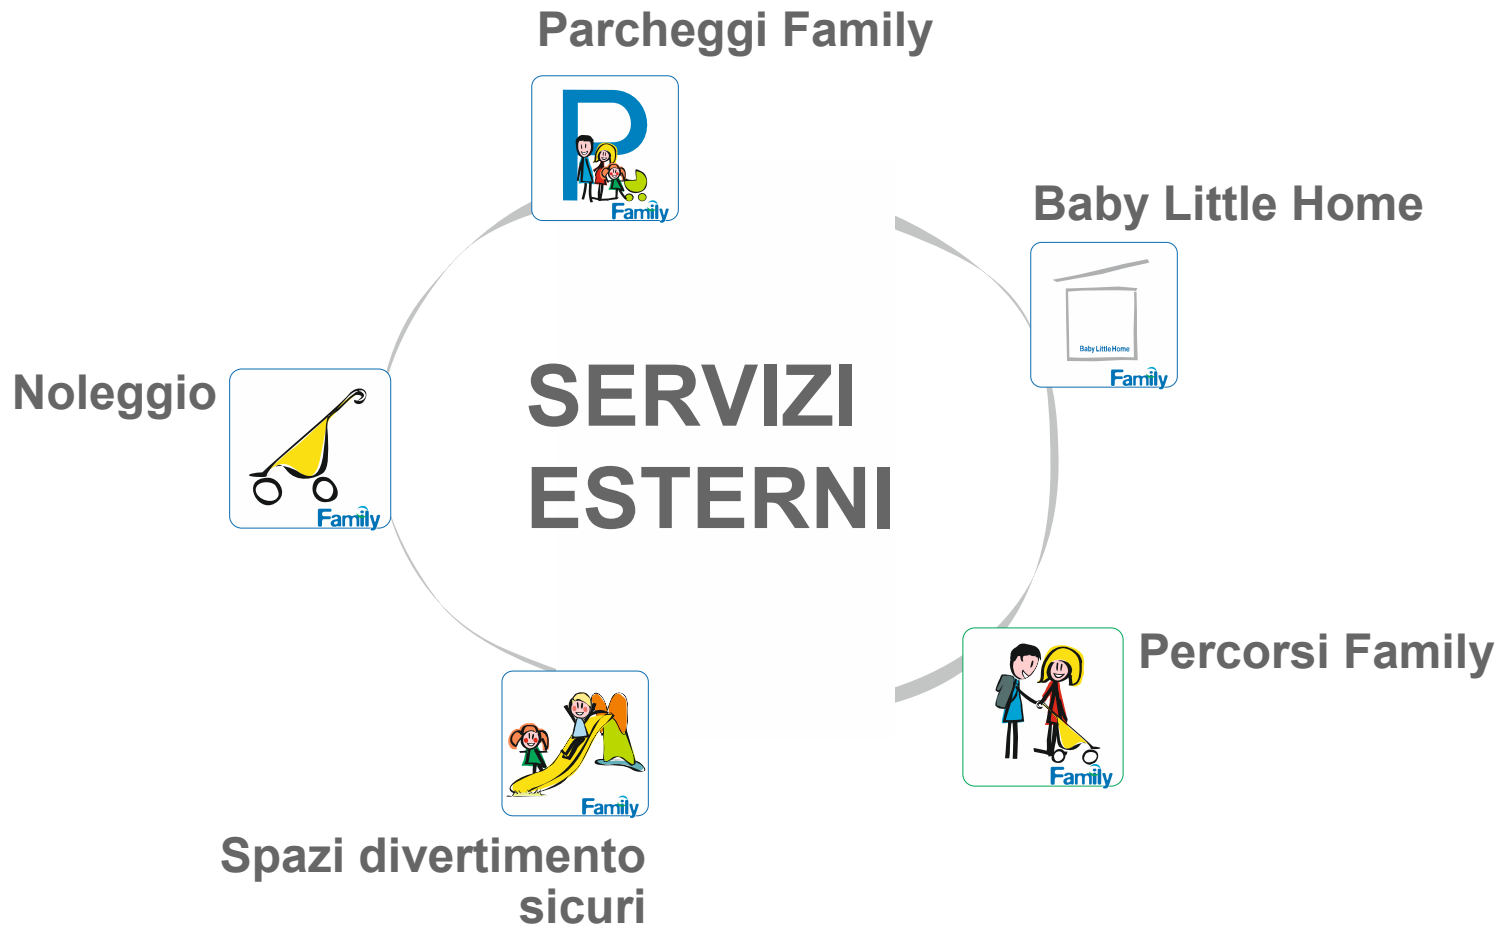 Parcheggi Family
Family
Baby Little Home
Baby Little Home
Family
Noleggio
Family
SERVIZI
ESTERNI
Percorsi Family
Family
Family
Spazi divertimento
sicuri